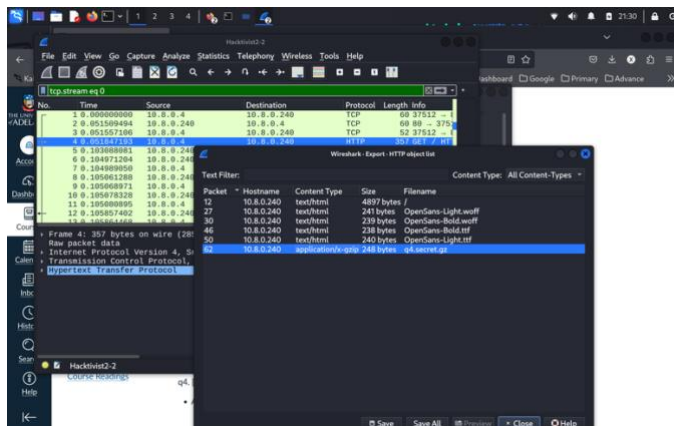 1 2 3 4
21:30
Hacktivist2-2
File Edit View Go Capture Analyze Statistics Telephony Wireless Tools Help
tcp.stream eq 0
No. Time Source Destination Protocol Length Info
1 0.000000000 10.8.0.4 10.8.0.240 TCP 60 37512 →
2 0.051509494 10.8.0.240 10.8.0.4 TCP 60 80 → 3751
3 0.051557106 10.8.0.4 10.8.0.240 TCP 52 37512 →
4 0.051847193 10.8.0.4 10.8.0.240 HTTP 357 GET / HT
5 0.103088081 10.8.0.240
6 0.104971204 10.8.0.240
7 0.104989050 10.8.0.4
8 0.105061288 10.8.0.240
9 0.105068971 10.8.0.4
10 0.105078328 10.8.0.240
11 0.105080895 10.8.0.4
12 0.105857402 10.8.0.240
Frame 4: 357 bytes on wire (285
Raw packet data
Internet Protocol Version 4, S
Transmission Control Protocol,
Hypertext Transfer Protocol
Hacktivist2-2
Wireshark · Export · HTTP object list
Text Filter: Content Type: All Content-Types
Packet Hostname Content Type Size Filename
12 10.8.0.240 text/html 4897 bytes /
27 10.8.0.240 text/html 241 bytes OpenSans-Light.woff
30 10.8.0.240 text/html 239 bytes OpenSans-Bold.woff
46 10.8.0.240 text/html 238 bytes OpenSans-Bold.ttf
50 10.8.0.240 text/html 240 bytes OpenSans-Light.ttf
62 10.8.0.240 application/x-gzip 248 bytes q4.secret.gz
Save Save All Preview Close Help
Dashboard Google Primary Advance
Ka
ADEL
Accou
Dashb
Cour
Calen
Inbo
Histo
Sear
Help
Course Readings
q4.